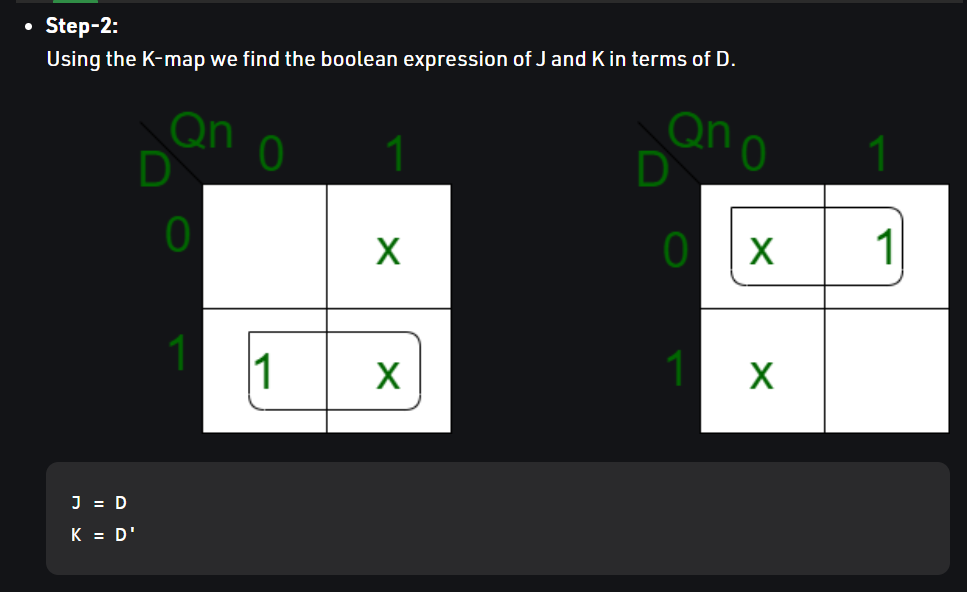 Step-2:
Using the K-map we find the boolean expression of J and K in terms of D.
Qn 0 1 Qn 0 1
D D
0 x 0 x 1
1 1 x 1 x
J = D
K = D'